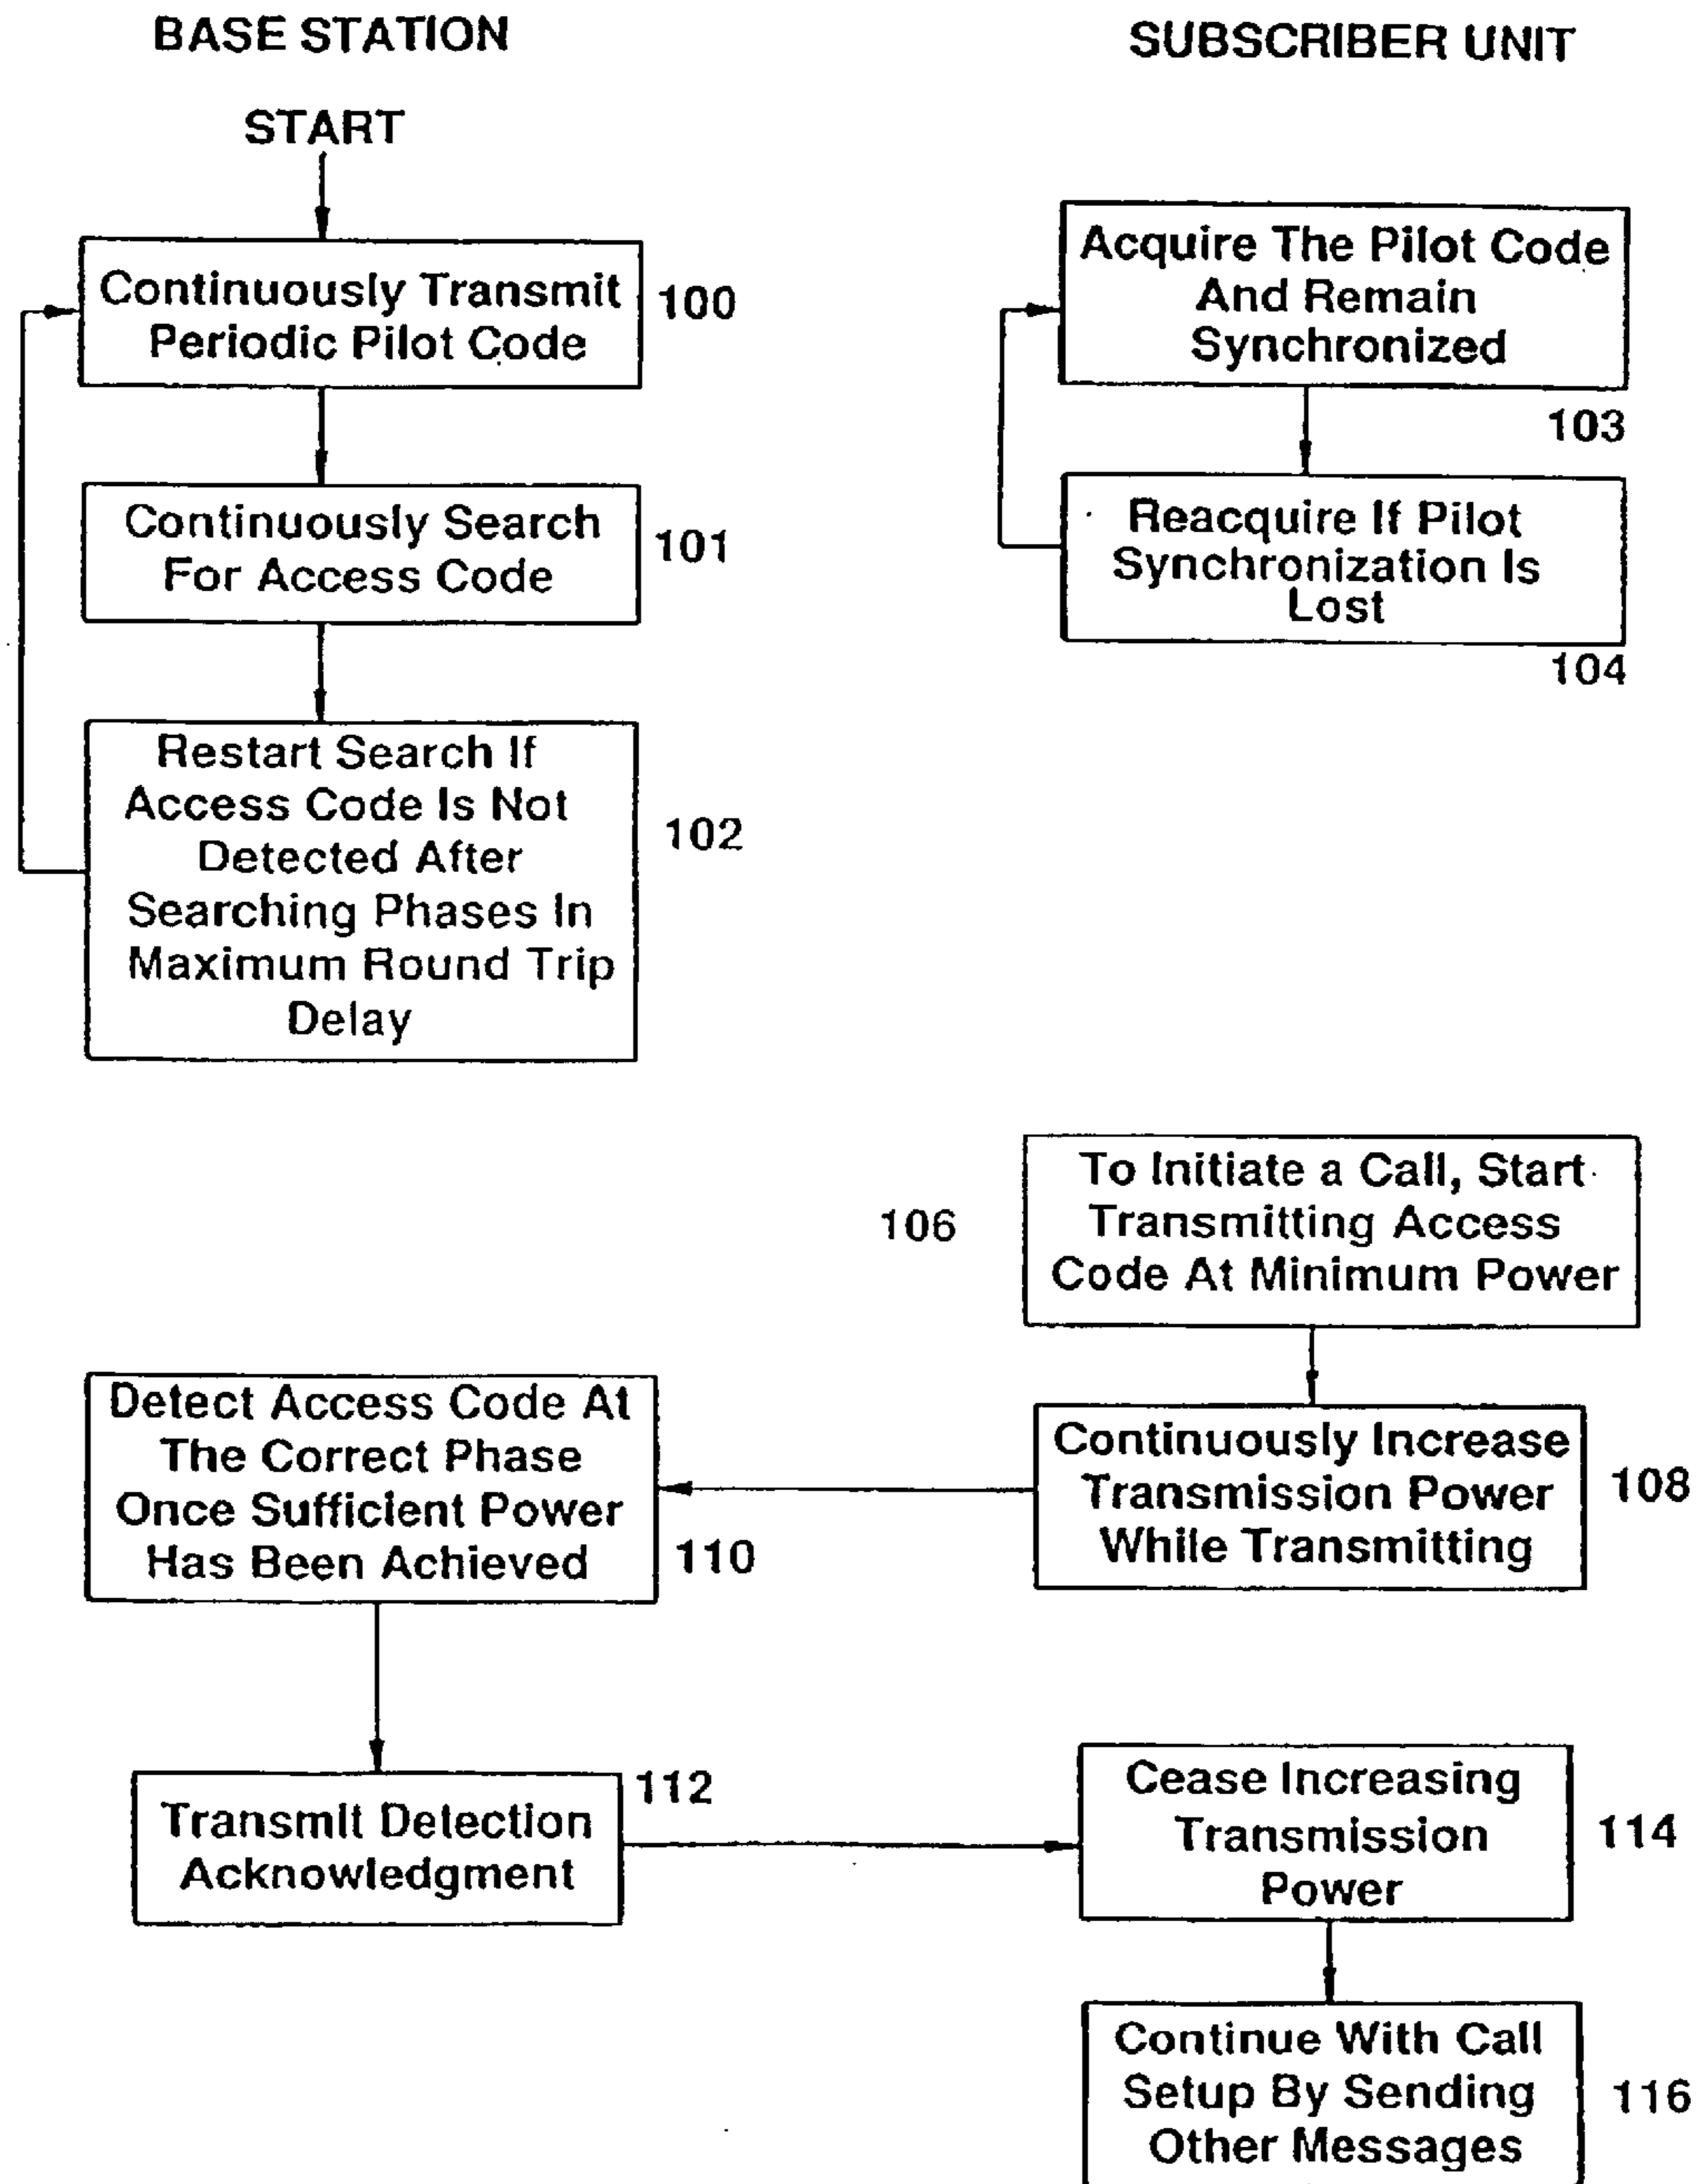 BASE STATION
SUBSCRIBER UNIT
START
Continuously Transmit
Periodic Pilot Code
100
Continuously Search
For Access Code
101
Restart Search If
Access Code Is Not
Detected After
Searching Phases In
Maximum Round Trip
Delay
102
Acquire The Pilot Code
And Remain
Synchronized
103
Reacquire If Pilot
Synchronization Is
Lost
104
To Initiate a Call, Start
Transmitting Access
Code At Minimum Power
106
Continuously Increase
Transmission Power
While Transmitting
108
Detect Access Code At
The Correct Phase
Once Sufficient Power
Has Been Achieved
110
Transmit Detection
Acknowledgment
112
Cease Increasing
Transmission
Power
114
Continue With Call
Setup By Sending
Other Messages
116